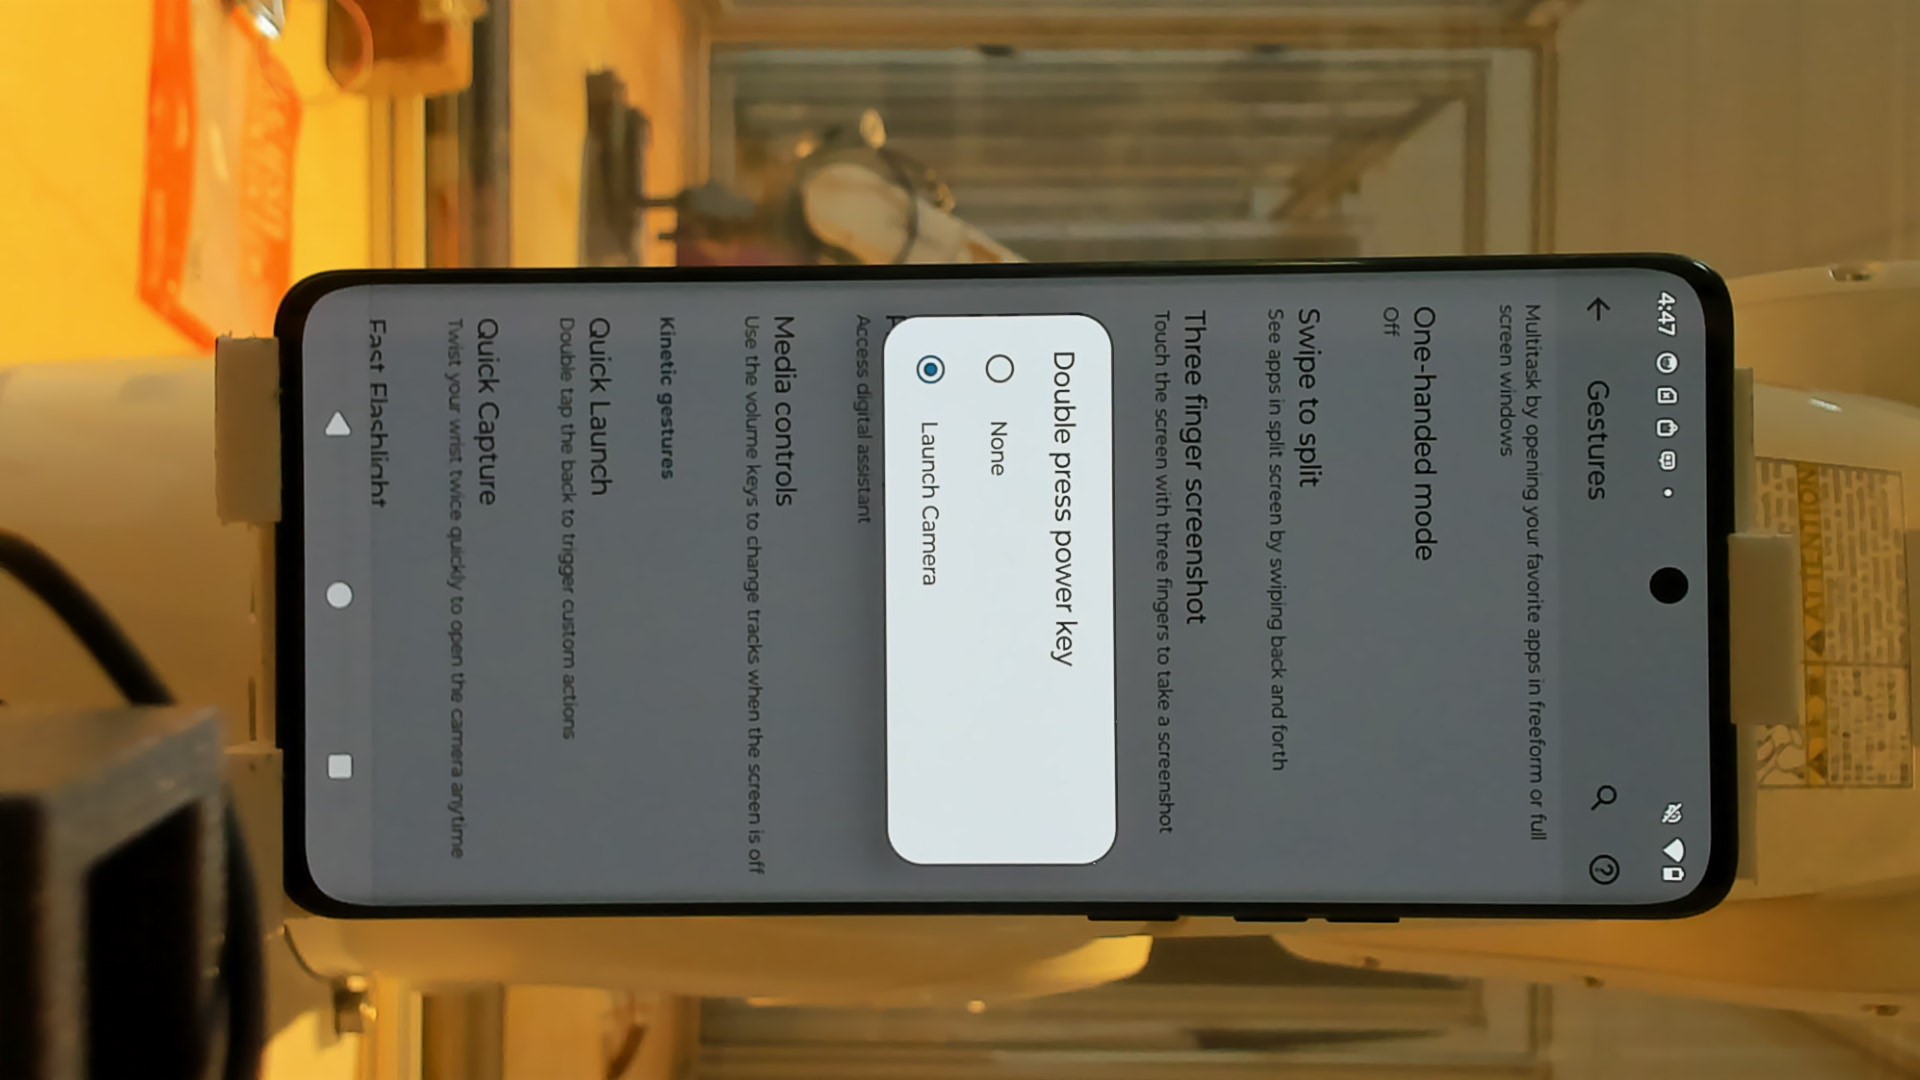 4:47
Gestures
Multitask by opening your favorite apps in freeform or full
screen windows
One-handed mode
Off
Swipe to split
See apps in split screen by swiping back and forth
Three finger screenshot
Touch the screen with three fingers to take a screenshot
Double press power key
None
Launch Camera
Access digital assistant
Media controls
Use the volume keys to change tracks when the screen is off
Kinetic gestures
Quick Launch
Double tap the back to trigger custom actions
Quick Capture
Twist your wrist twice quickly to open the camera anytime
Fast Flashlight
ATTENTION